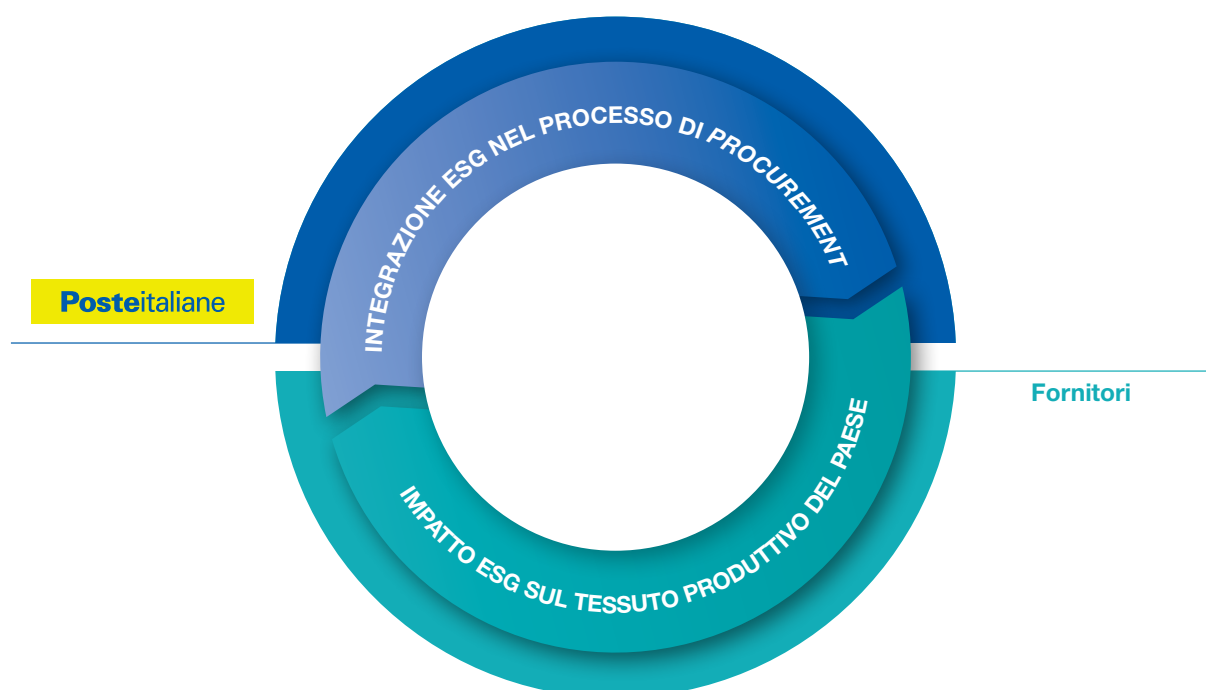 INTEGRAZIONE ESG NEL PROCESSO DI PROCUREMENT
Posteitaliane
Fornitori
IMPATTO ESG SUL TESSUTO PRODUTTIVO DEL PAESE